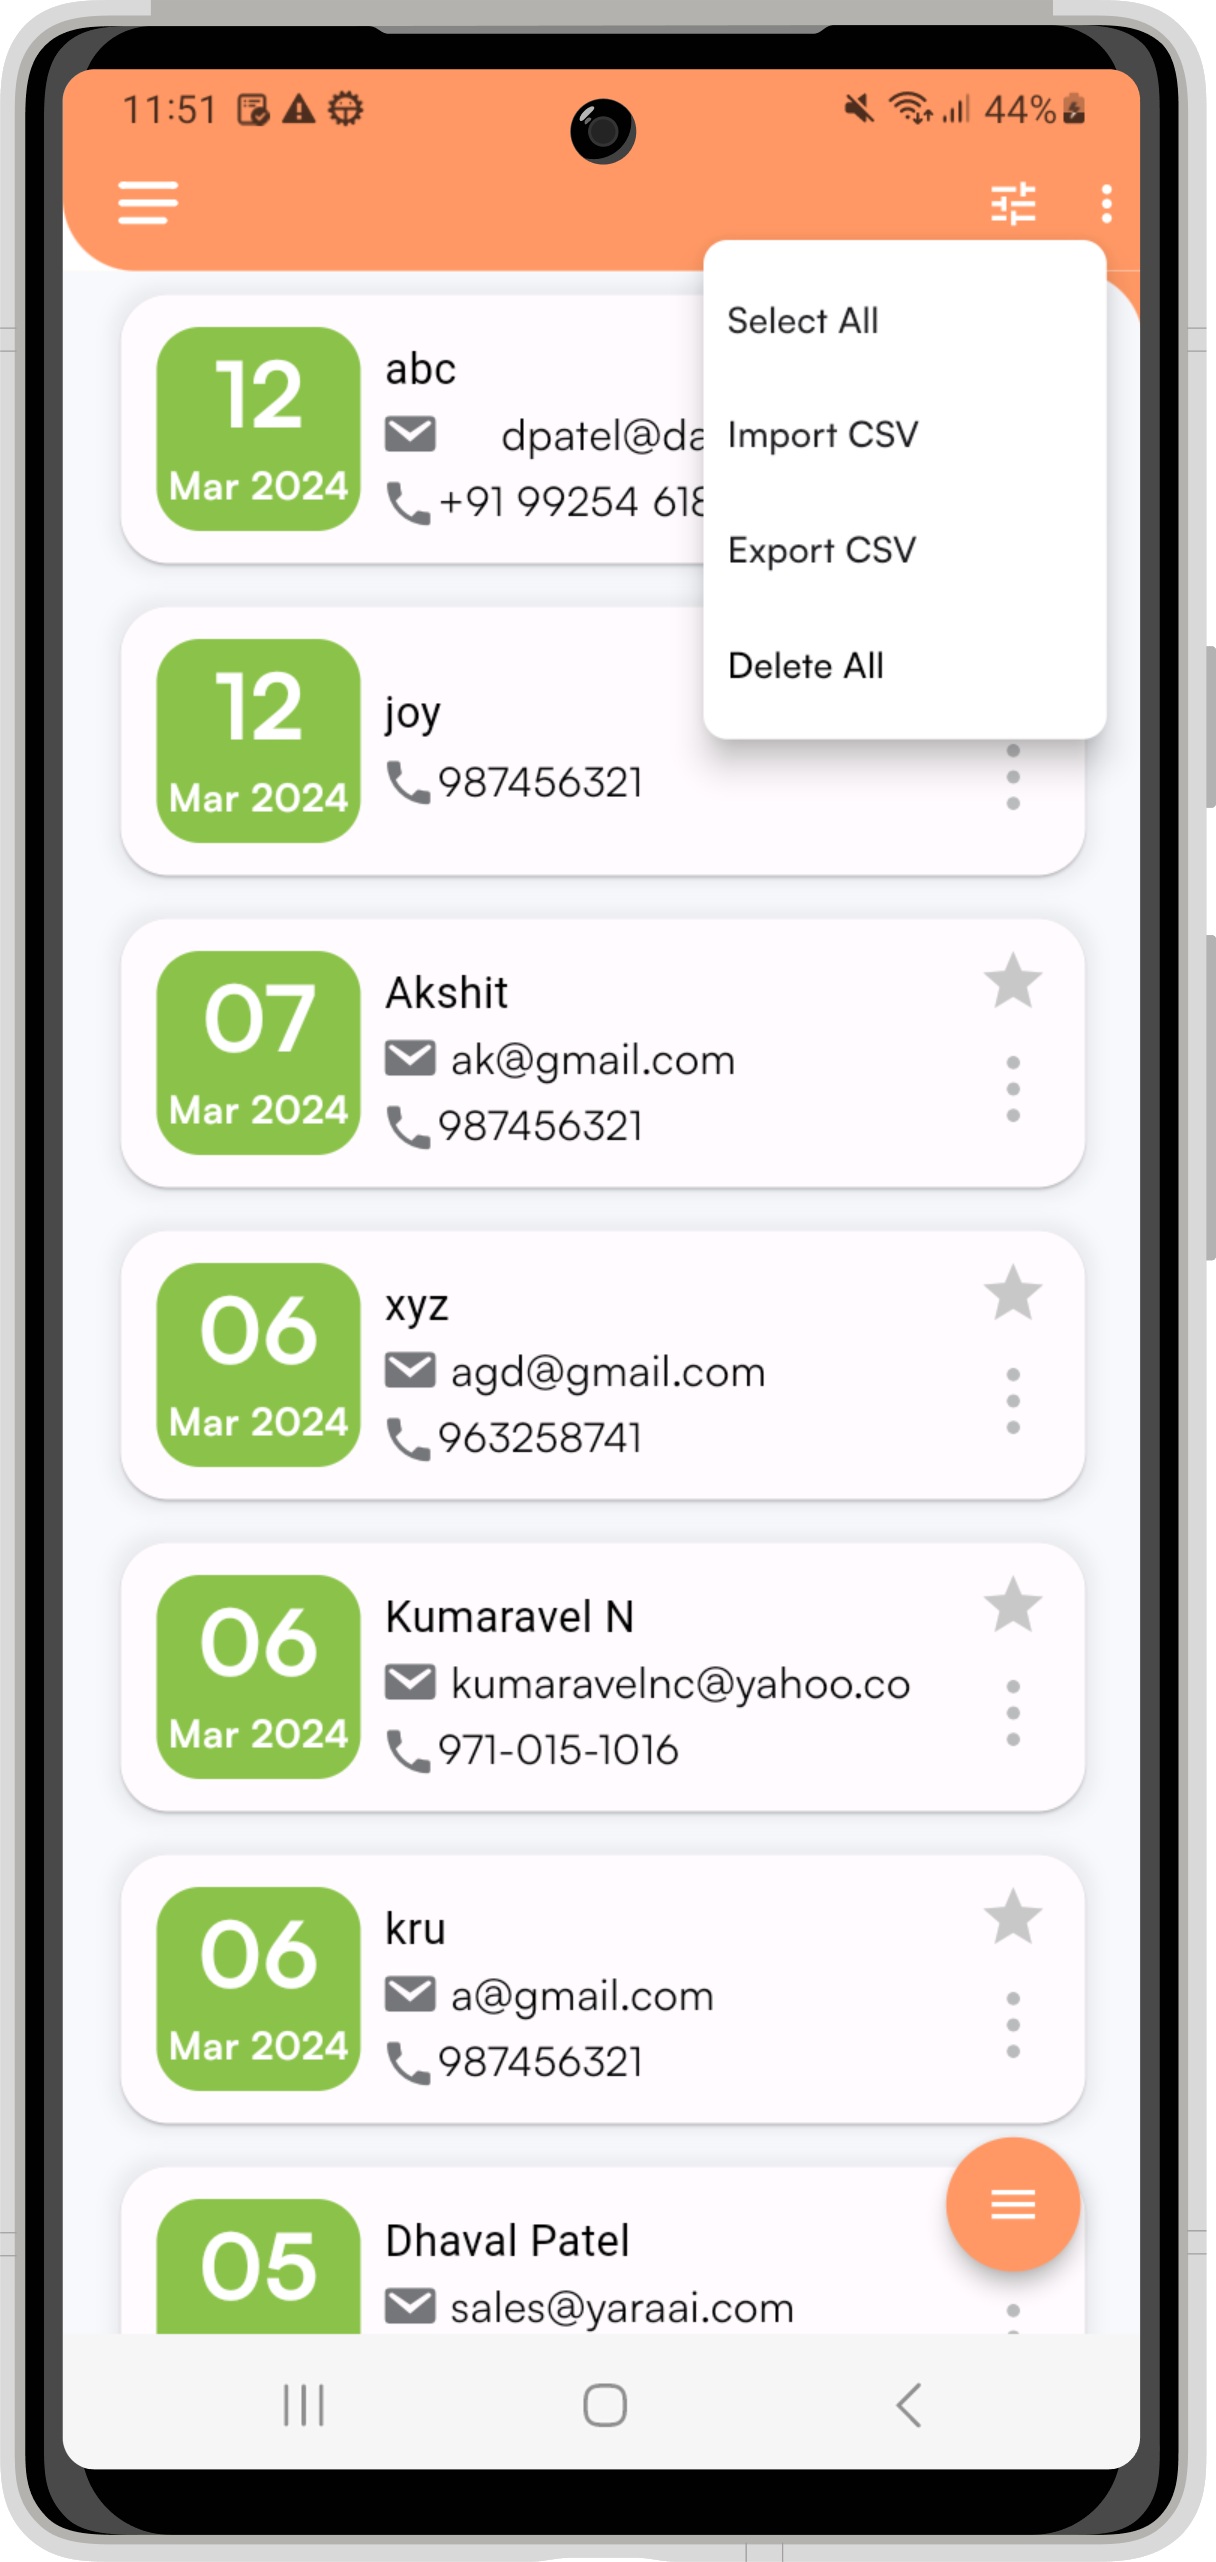 11:51 44%
Select All
Import CSV
Export CSV
Delete All
12
Mar 2024
abc
+91 99254
12
Mar 2024
joy
987456321
07
Mar 2024
Akshit
ak@gmail.com
987456321
06
Mar 2024
xyz
agd@gmail.com
963258741
06
Mar 2024
Kumaravel N
kumaravelnc@yahoo.co
971-015-1016
06
Mar 2024
kru
a@gmail.com
987456321
05
Dhaval Patel
sales@yaraai.com